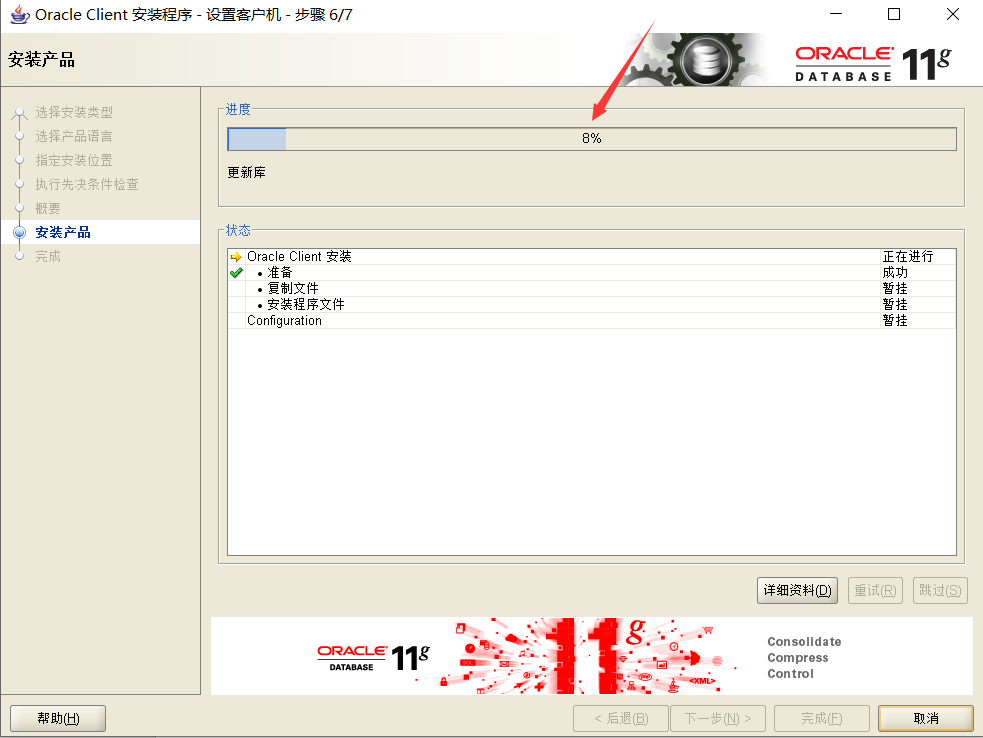 Oracle Client 安装程序 - 设置客户机 - 步骤 6/7
安装产品
ORACLE
DATABASE
11g
选择安装类型
选择产品语言
指定安装位置
执行先决条件检查
概要
安装产品
完成
进度
8%
更新库
状态
Oracle Client 安装 正在进行
• 准备 成功
• 复制文件 暂挂
• 安装程序文件 暂挂
Configuration 暂挂
详细资料(D) 重试(R) 跳过(S)
ORACLE
DATABASE
11g
11g
<XML>
Consolidate
Compress
Control
帮助(H) < 后退(B) 下一步(N) > 完成(F) 取消